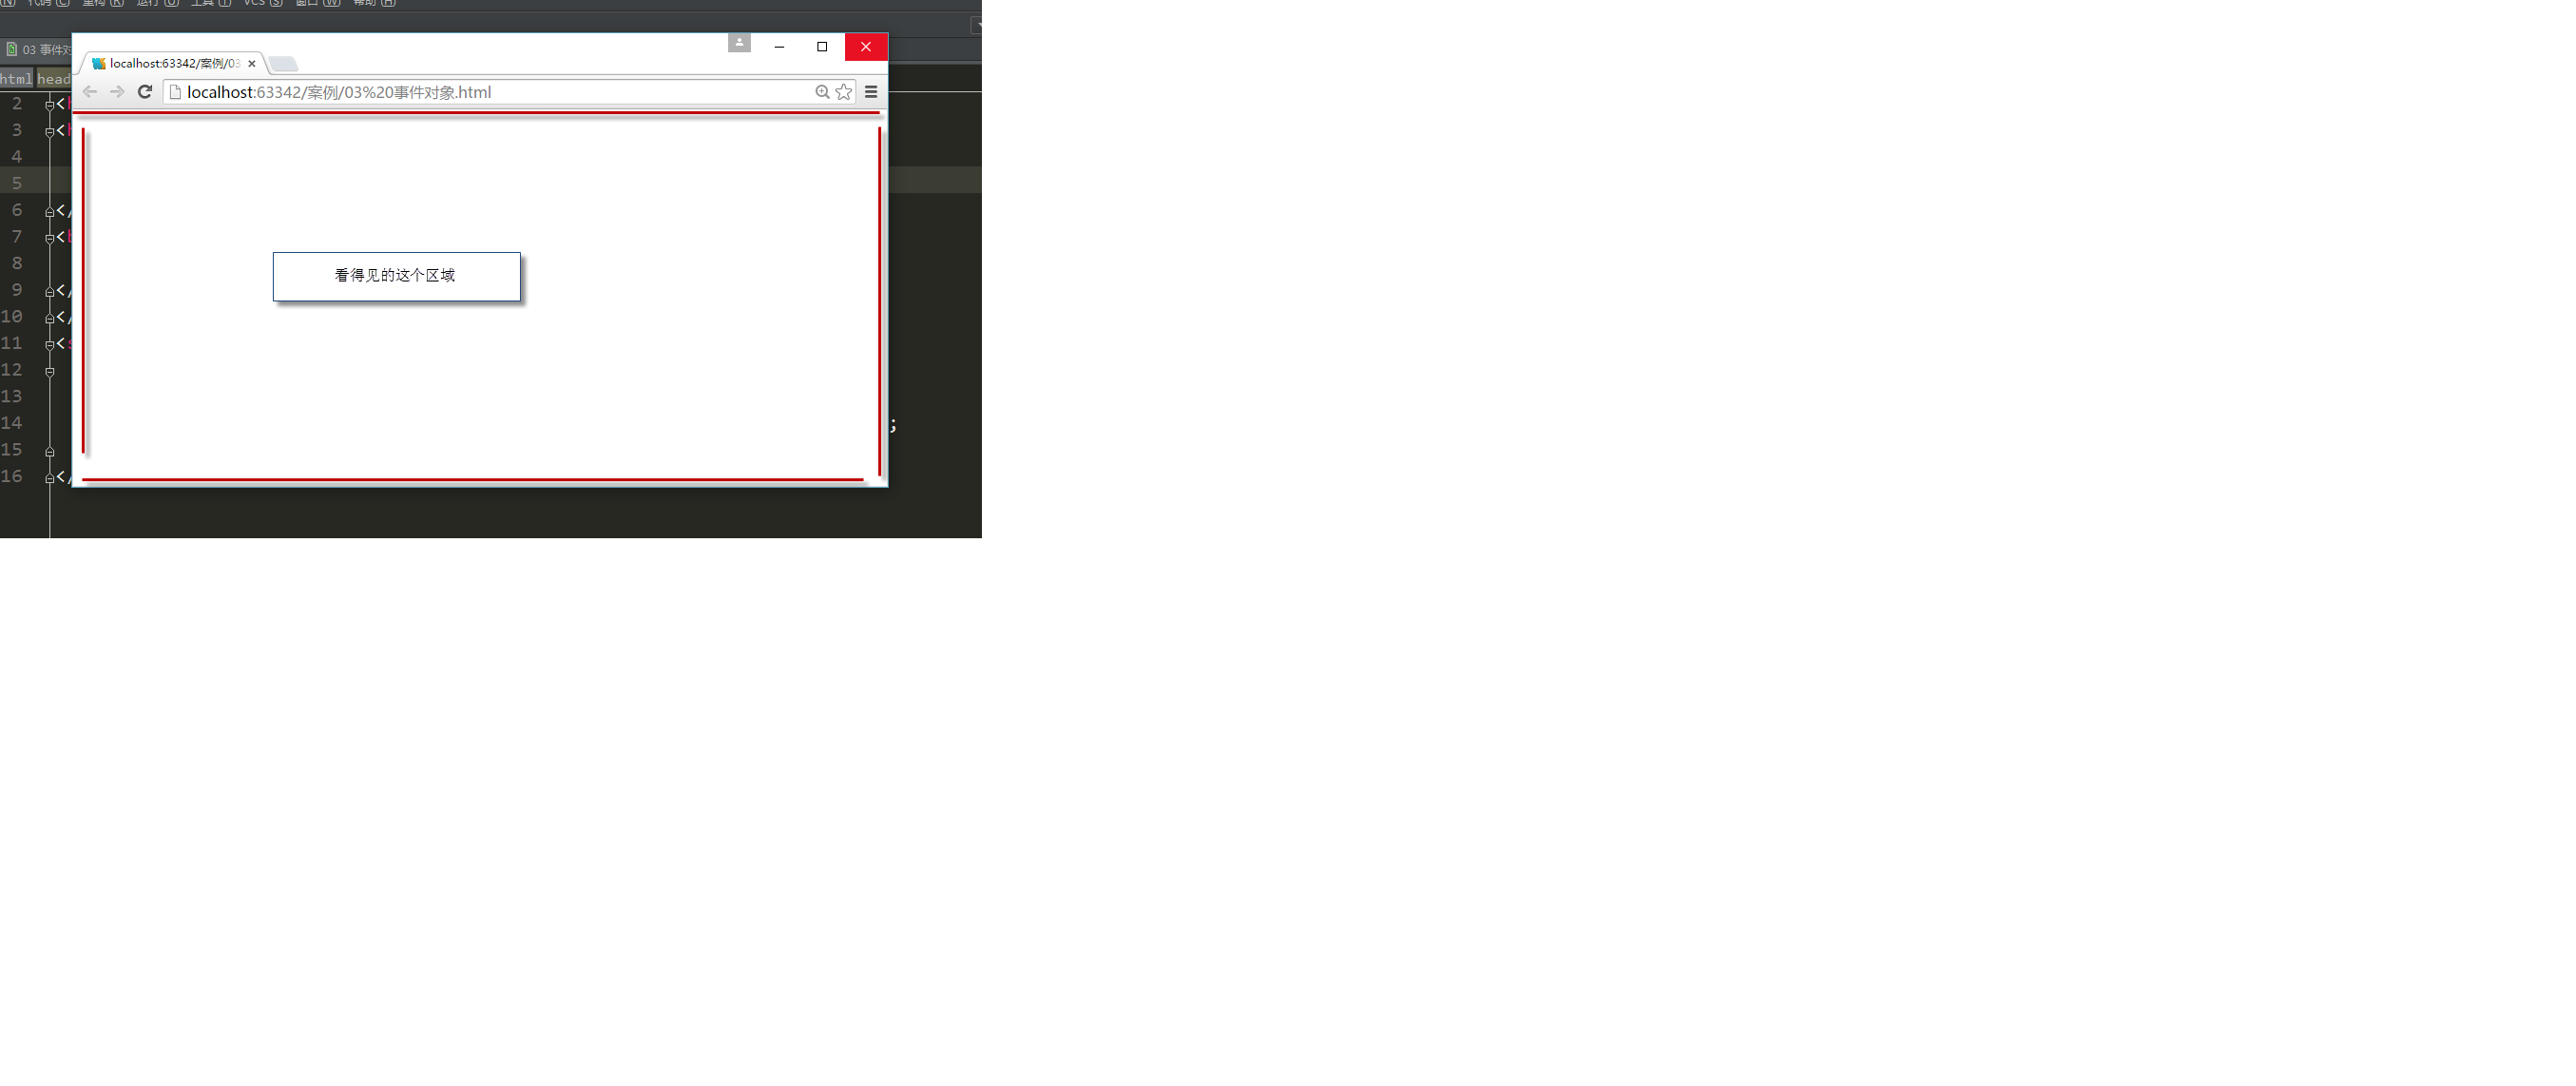 (N) 代码 (C) 重构 (R) 运行 (U) 工具 (T) VCS (S) 窗口 (W) 帮助 (H)
03 事件对
localhost:63342/案例/03
html head
localhost:63342/案例/03%20事件对象.html
2 <h
3 <h
4
5
6 </
7 <b
8
9 </
10 </
11 <s
12
13
14 ;
15
16 </
看得见的这个区域